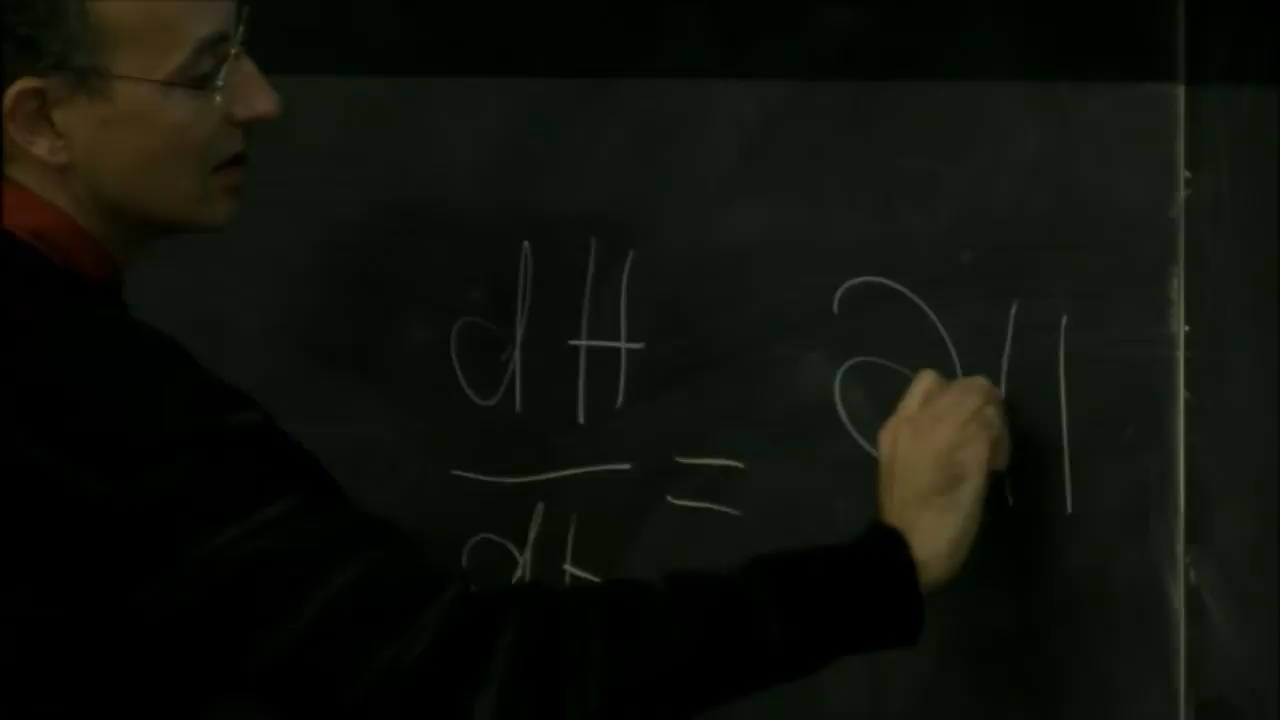 dH
= ∂
dt